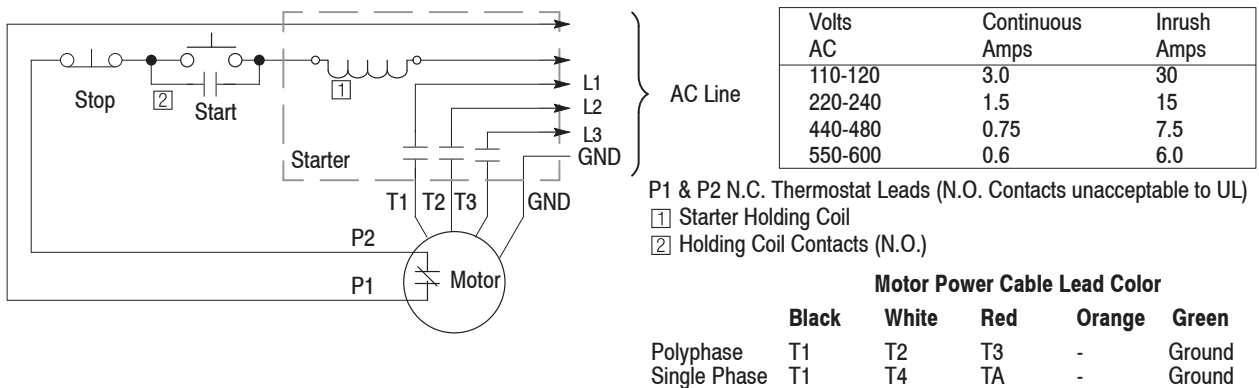 Stop
2
Start
1
Starter
L1
L2
L3
GND
AC Line
T1 T2 T3 GND
P2
P1
Motor
Volts AC Continuous Amps Inrush Amps
110-120 3.0 30
220-240 1.5 15
440-480 0.75 7.5
550-600 0.6 6.0
P1 & P2 N.C. Thermostat Leads (N.O. Contacts unacceptable to UL)
1 Starter Holding Coil
2 Holding Coil Contacts (N.O.)
Motor Power Cable Lead Color
Black White Red Orange Green
Polyphase T1 T2 T3 - Ground
Single Phase T1 T4 TA - Ground